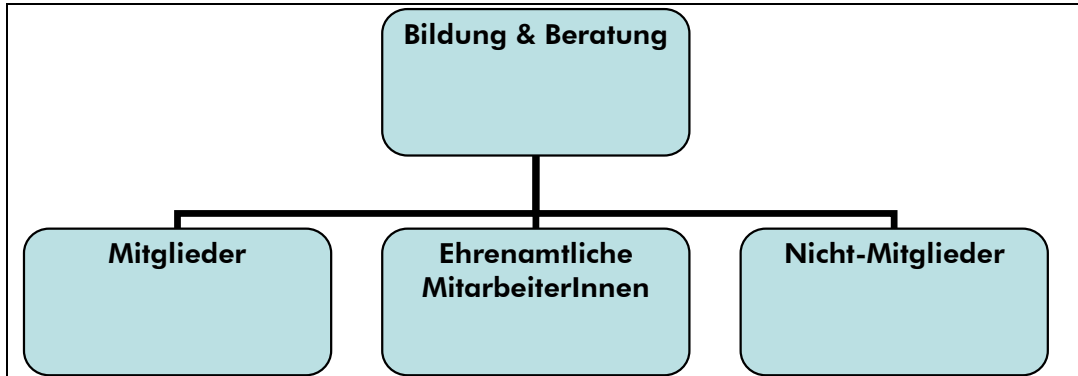 Bildung & Beratung
Mitglieder
Ehrenamtliche
MitarbeiterInnen
Nicht-Mitglieder